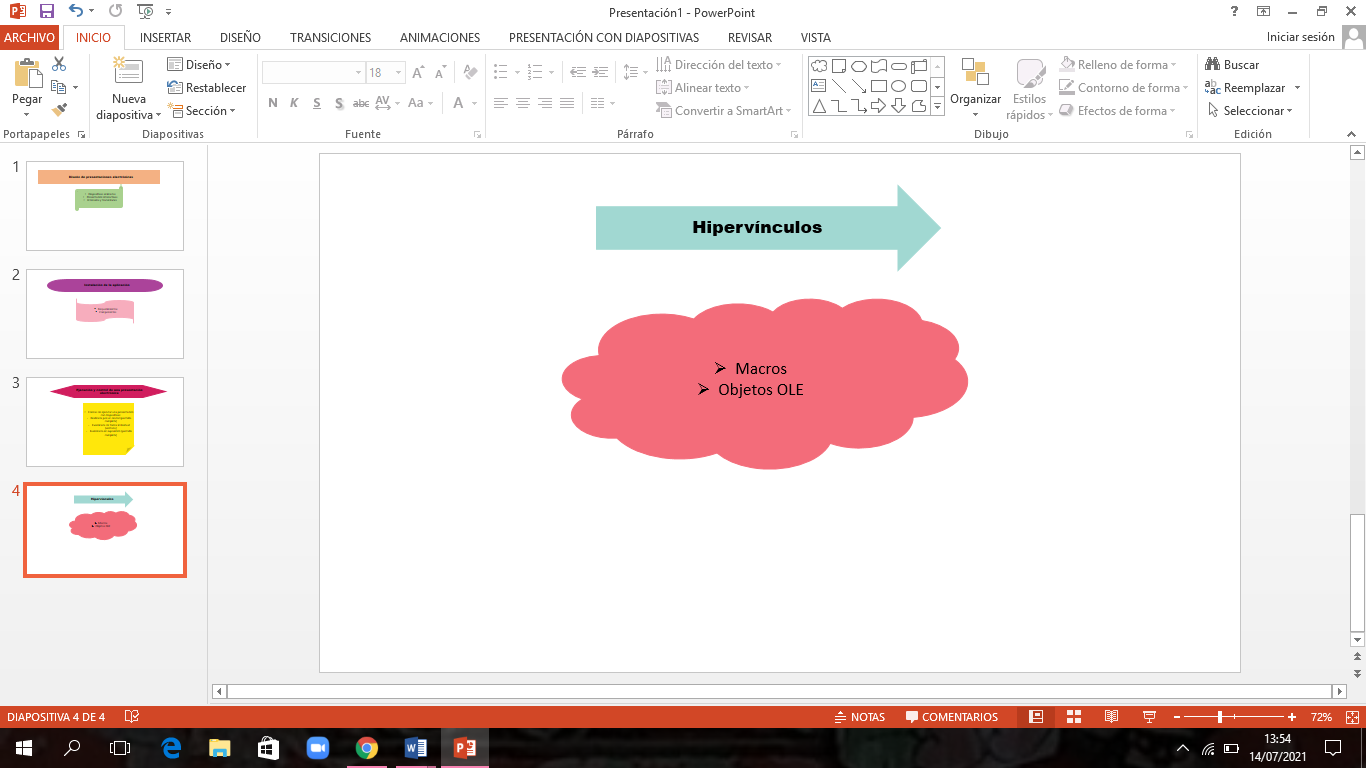 Presentación1 - PowerPoint
?
ARCHIVO INICIO INSERTAR DISEÑO TRANSICIONES ANIMACIONES PRESENTACIÓN CON DIAPOSITIVAS REVISAR VISTA Iniciar sesión
Pegar
Nueva diapositiva
Diseño
Restablecer
Sección
18
N K S S abc AV Aa A
Dirección del texto
Alinear texto
Convertir a SmartArt
Organizar
Estilos rápidos
Relleno de forma
Contorno de forma
Efectos de forma
Buscar
Reemplazar
Seleccionar
Portapapeles Diapositivas Fuente Párrafo Dibujo Edición
1
2
3
4
Hipervínculos
Hipervínculos
➢ Macros
➢ Objetos OLE
DIAPOSITIVA 4 DE 4 NOTAS COMENTARIOS 72%
13:54
14/07/2021